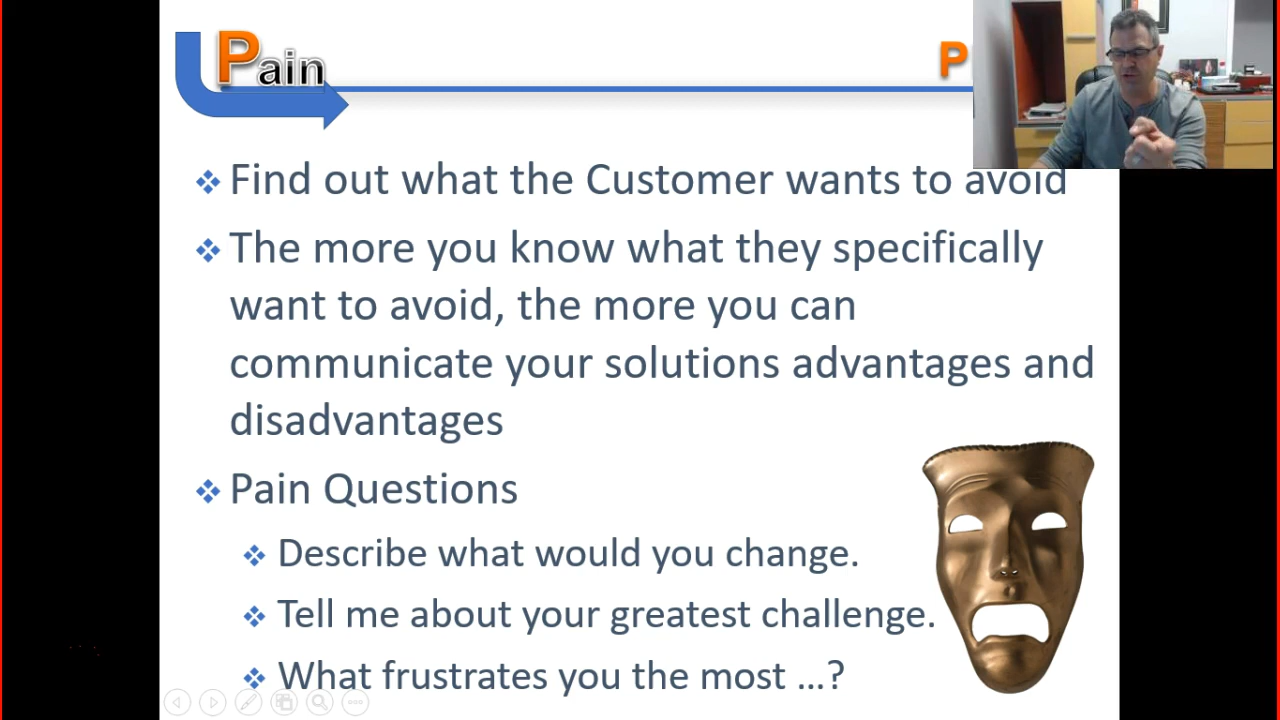 Pain
P
Find out what the Customer wants to avoid
The more you know what they specifically
want to avoid, the more you can
communicate your solutions advantages and
disadvantages
Pain Questions
Describe what would you change.
Tell me about your greatest challenge.
What frustrates you the most ...?